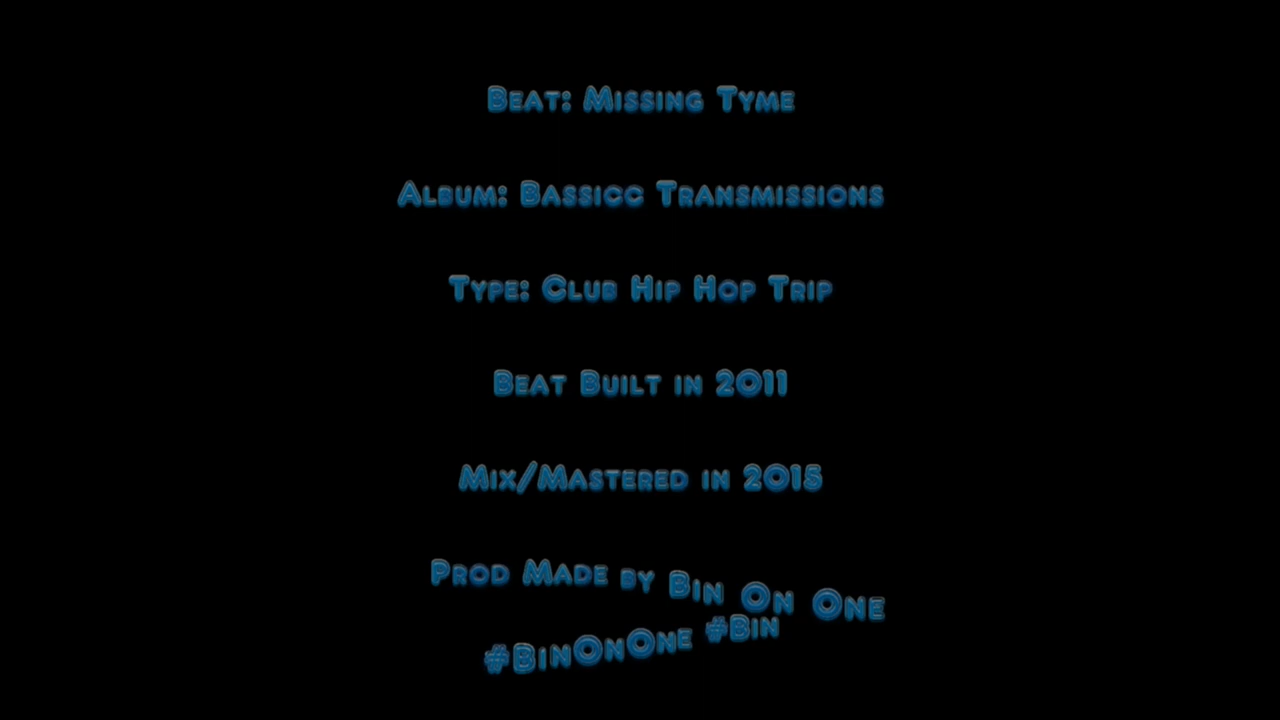 Beat: Missing Tyme
Album: Bassicc Transmissions
Type: Club Hip Hop Trip
Beat Built in 2011
Mix/Mastered in 2015
Prod Made by Bin On One
#BinOnOne #Bin